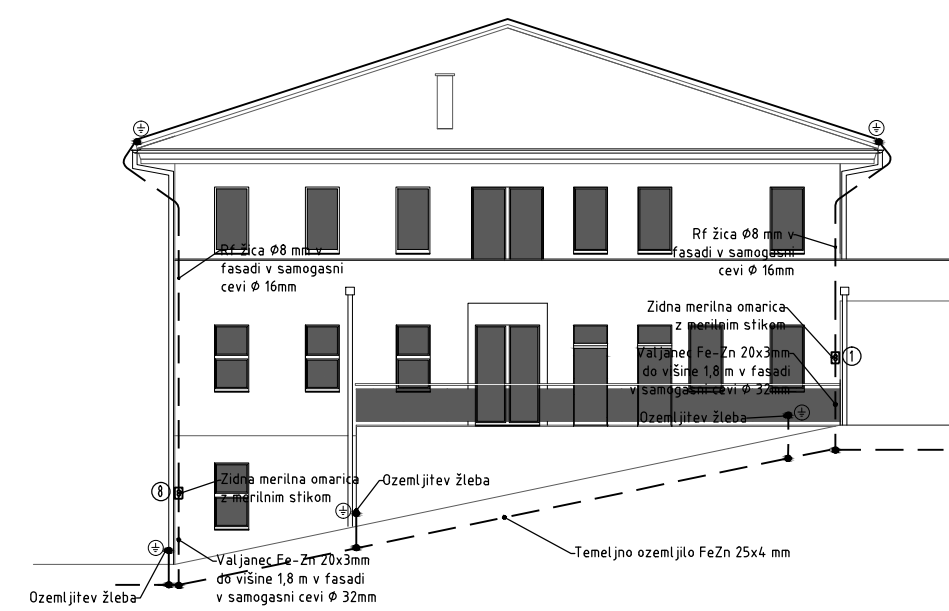 Rf žica Ø8 mm v
fasadi v samogasni
cevi Ø 16mm
Rf žica Ø8 mm v
fasadi v samogasni
cevi Ø 16mm
Zidna merilna omarica
z merilnim stikom
1
Valjanec Fe-Zn 20x3mm
do višine 1,8 m v fasadi
v samogasni cevi Ø 32mm
Ozemljitev žleba
8
Zidna merilna omarica
z merilnim stikom
Ozemljitev žleba
Temeljno ozemljilo FeZn 25x4 mm
Valjanec Fe-Zn 20x3mm
do višine 1,8 m v fasadi
v samogasni cevi Ø 32mm
Ozemljitev žleba